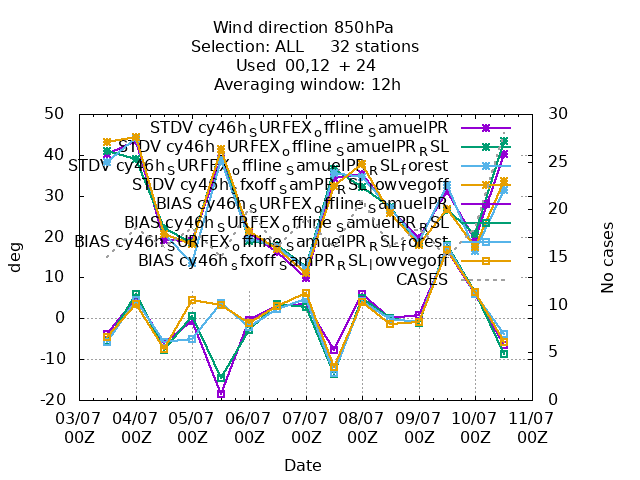 Wind direction 850hPa
Selection: ALL 32 stations
Used 00,12 + 24
Averaging window: 12h
50
40
30
20
10
0
-10
-20
30
25
20
15
10
5
0
deg
No cases
STDV cy46h_SURFEX_offline_SamuelPR
STDV cy46h_SURFEX_offline_SamuelPR_RSL
STDV cy46h_SURFEX_offline_SamuelPR_RSL_forest
STDV cy46h_Sfxoff_SamPR_RSL_lowvegoff
BIAS cy46h_SURFEX_offline_SamuelPR
BIAS cy46h_SURFEX_offline_SamuelPR_RSL
BIAS cy46h_SURFEX_offline_SamuelPR_RSL_forest
BIAS cy46h_Sfxoff_SamPR_RSL_lowvegoff
CASES
03/07 04/07 05/07 06/07 07/07 08/07 09/07 10/07 11/07
00Z 00Z 00Z 00Z 00Z 00Z 00Z 00Z 00Z
Date